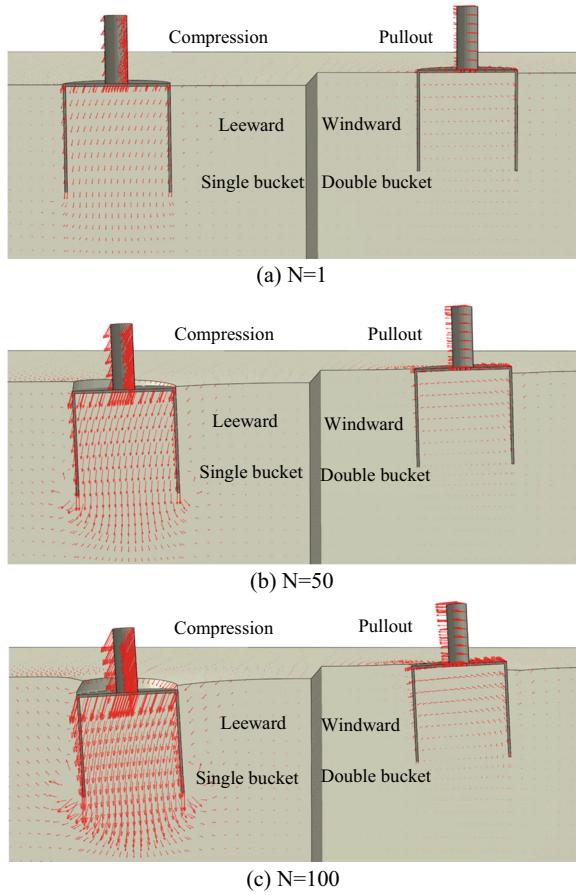 Compression Pullout
Leeward Windward
Single bucket Double bucket
(a) N=1
Compression Pullout
Leeward Windward
Single bucket Double bucket
(b) N=50
Compression Pullout
Leeward Windward
Single bucket Double bucket
(c) N=100